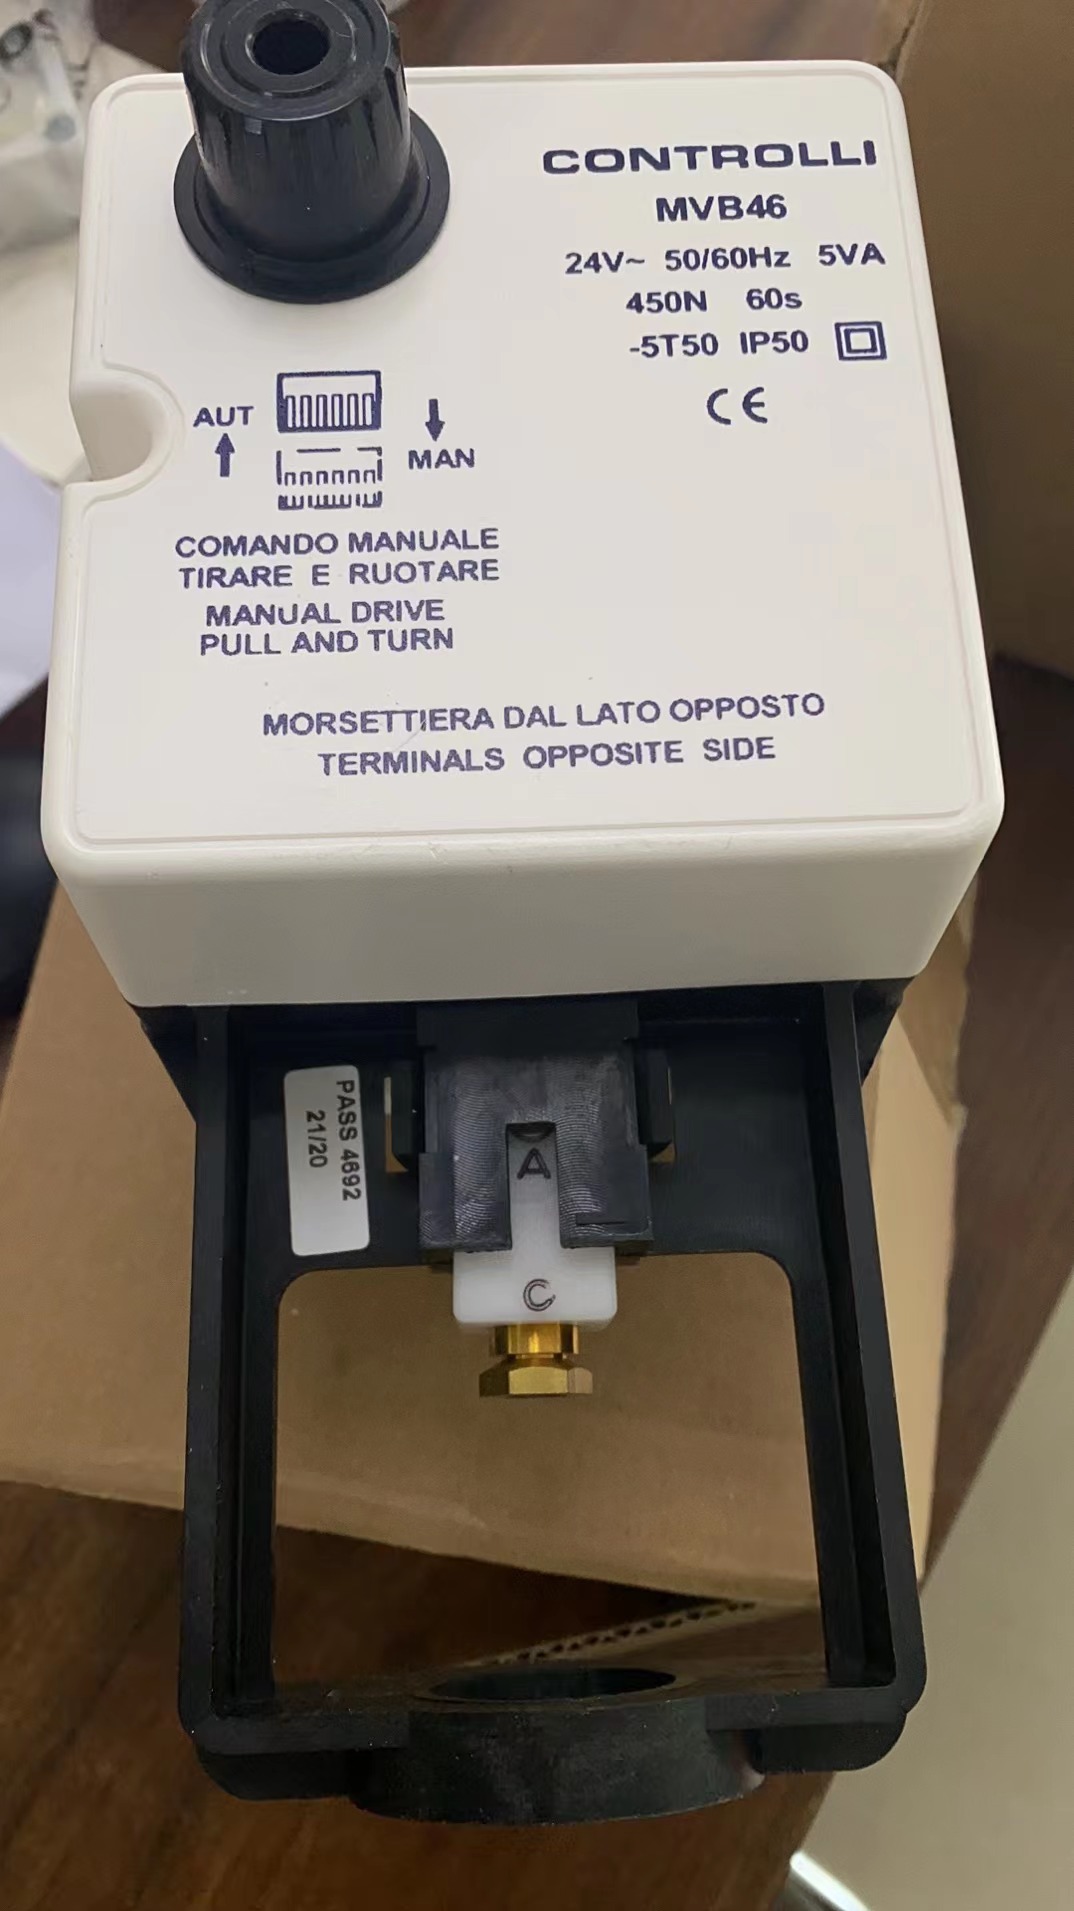 CONTROLLI
MVB46
24V~ 50/60Hz 5VA
450N 60s
-5T50 IP50
CE
AUT
MAN
COMANDO MANUALE
TIRARE E RUOTARE
MANUAL DRIVE
PULL AND TURN
MORSETTIERA DAL LATO OPPOSTO
TERMINALS OPPOSITE SIDE
PASS 4692
21/20
A
C